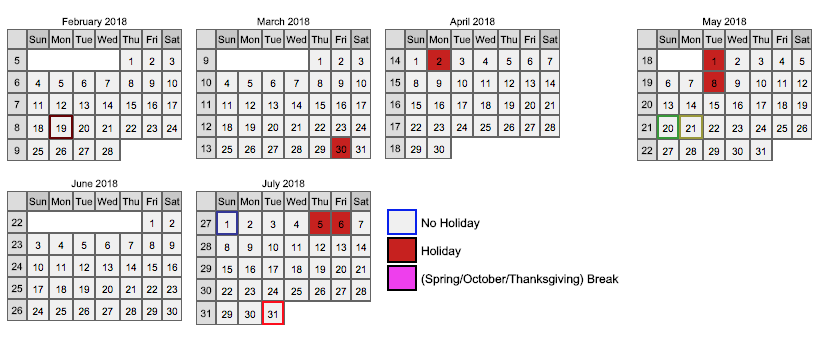 February 2018 March 2018 April 2018 May 2018
Sun Mon Tue Wed Thu Fri Sat Sun Mon Tue Wed Thu Fri Sat Sun Mon Tue Wed Thu Fri Sat Sun Mon Tue Wed Thu Fri Sat
5 1 2 3 9 1 2 3 14 1 2 3 4 5 6 7 18 1 2 3 4 5
6 4 5 6 7 8 9 10 10 4 5 6 7 8 9 10 15 8 9 10 11 12 13 14 19 6 7 8 9 10 11 12
7 11 12 13 14 15 16 17 11 11 12 13 14 15 16 17 16 15 16 17 18 19 20 21 20 13 14 15 16 17 18 19
8 18 19 20 21 22 23 24 12 18 19 20 21 22 23 24 17 22 23 24 25 26 27 28 21 20 21 22 23 24 25 26
9 25 26 27 28 13 25 26 27 28 29 30 31 18 29 30 22 27 28 29 30 31
June 2018 July 2018
Sun Mon Tue Wed Thu Fri Sat Sun Mon Tue Wed Thu Fri Sat
22 1 2 27 1 2 3 4 5 6 7
23 3 4 5 6 7 8 9 28 8 9 10 11 12 13 14
24 10 11 12 13 14 15 16 29 15 16 17 18 19 20 21
25 17 18 19 20 21 22 23 30 22 23 24 25 26 27 28
26 24 25 26 27 28 29 30 31 29 30 31
No Holiday
Holiday
(Spring/October/Thanksgiving) Break